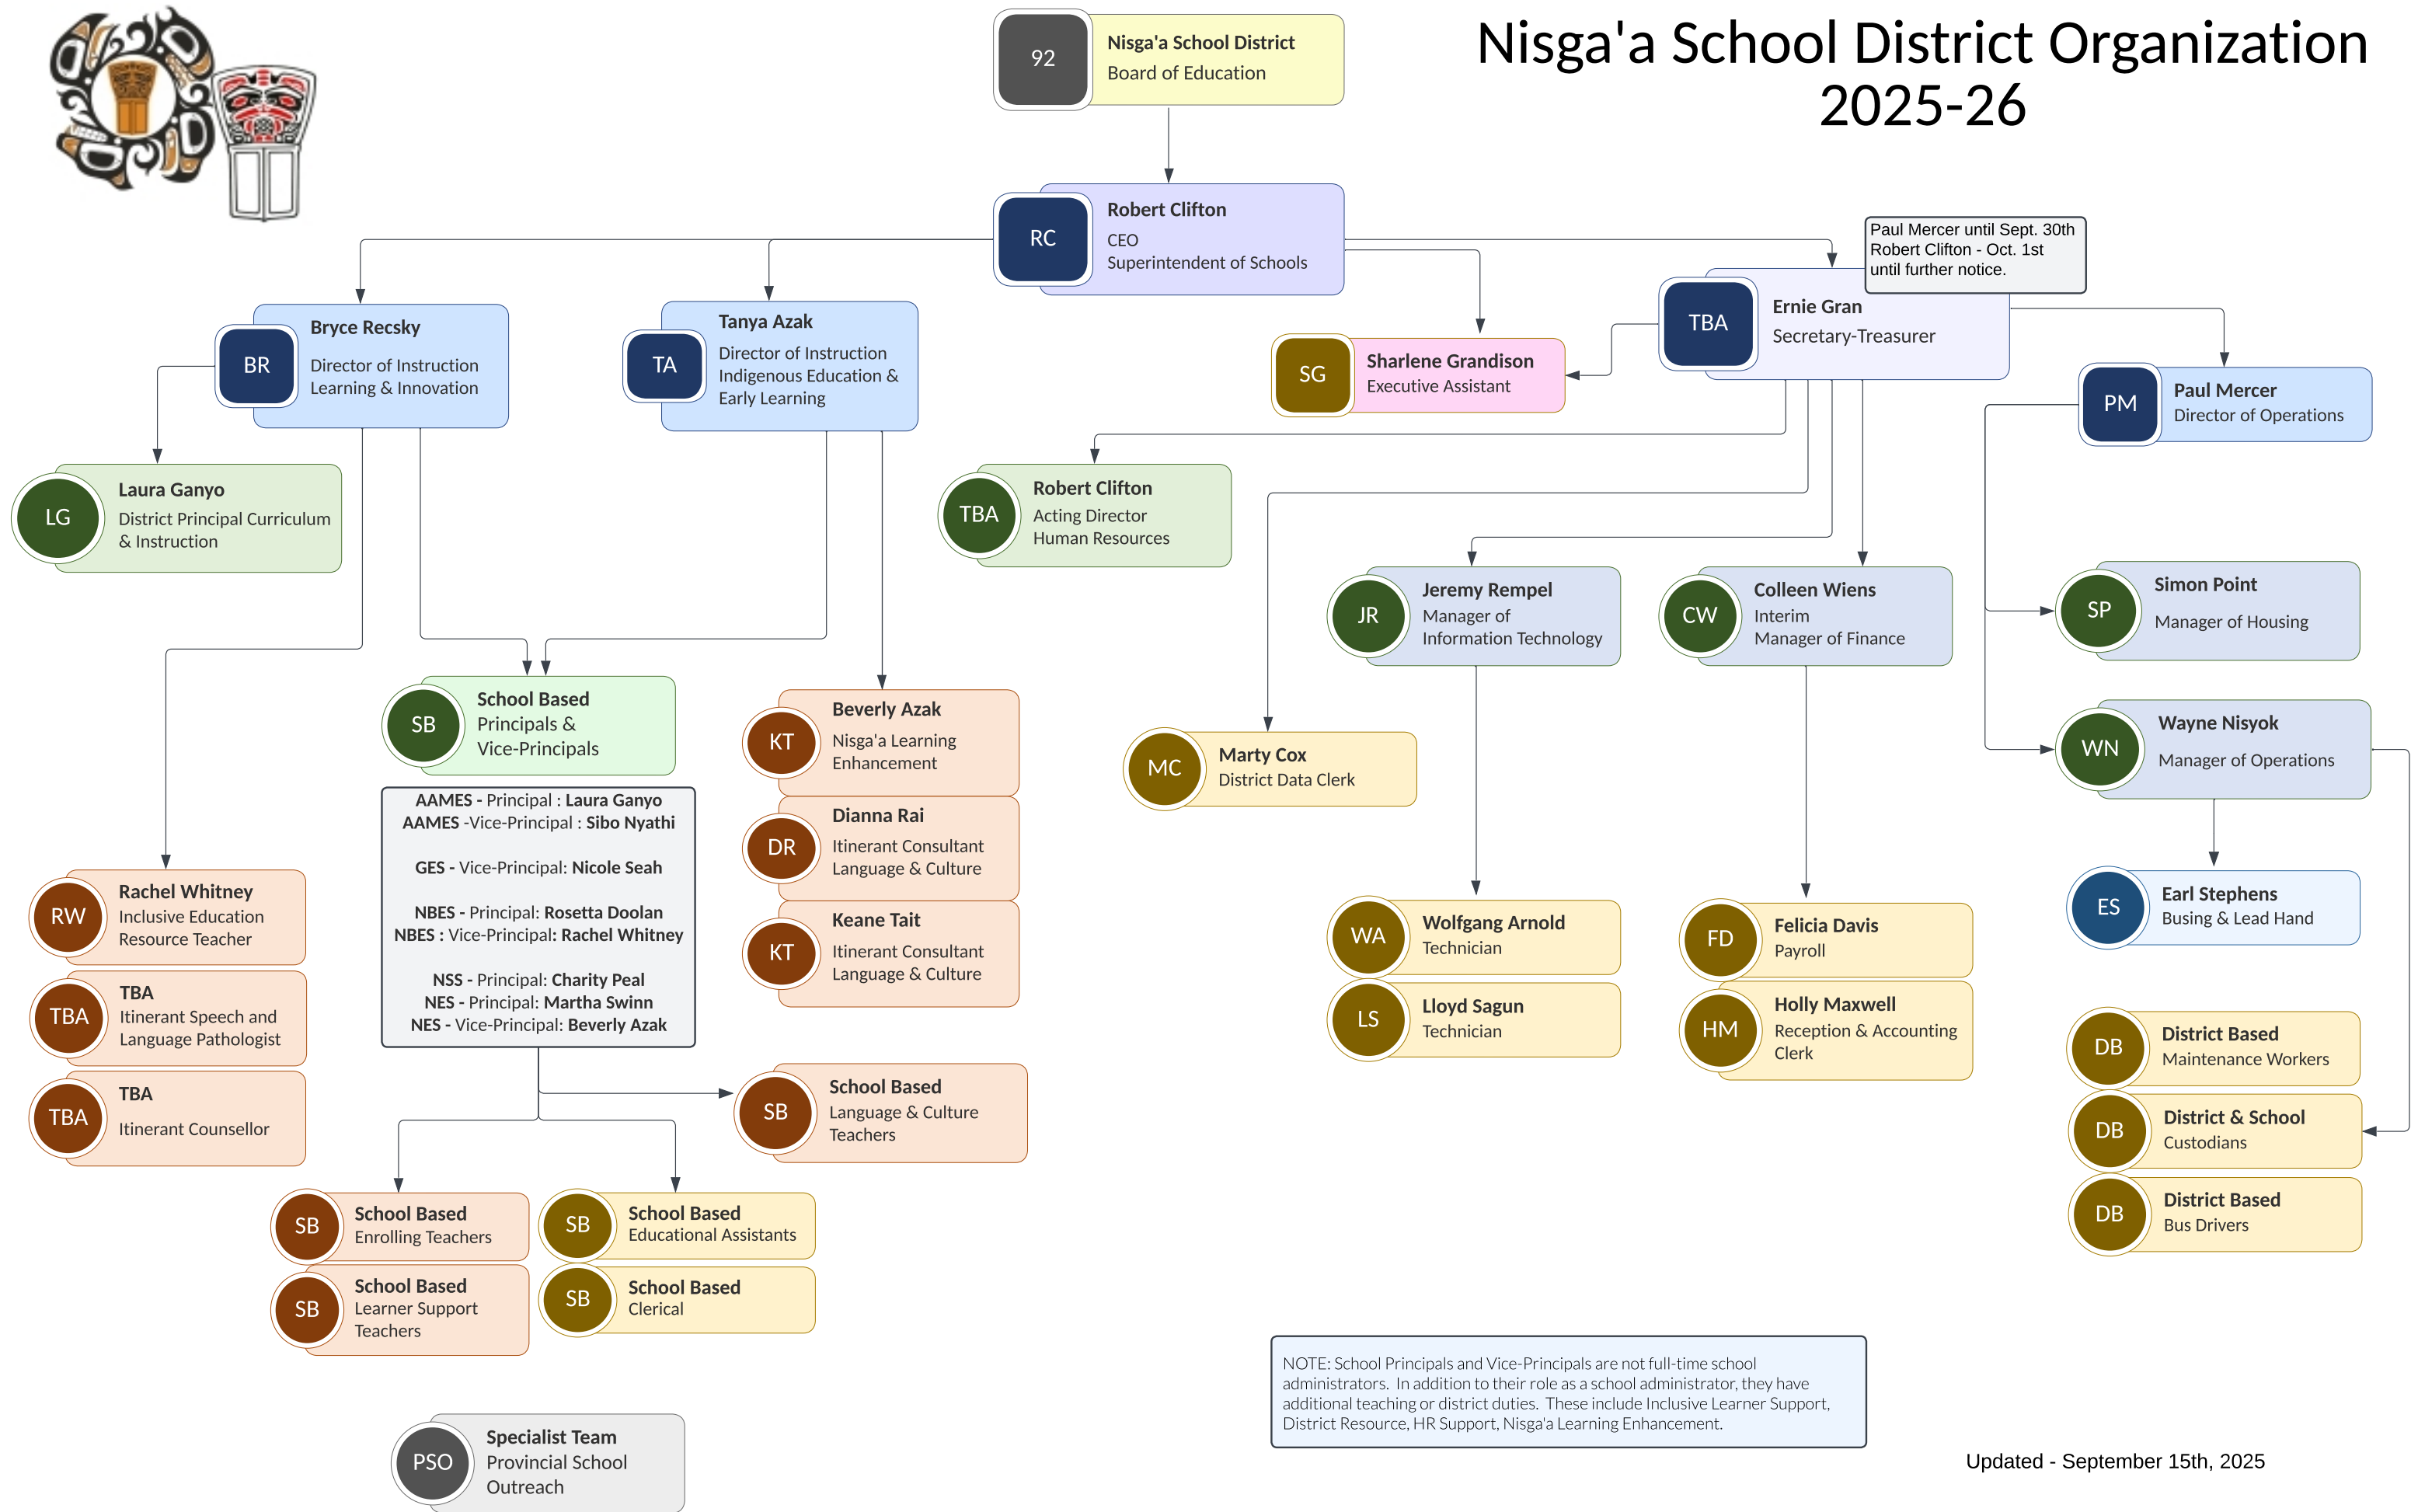 Nisga'a School District Organization
2025-26
92
Nisga'a School District
Board of Education
RC
Robert Clifton
CEO
Superintendent of Schools
Paul Mercer until Sept. 30th
Robert Clifton - Oct. 1st
until further notice.
BR
Bryce Recsky
Director of Instruction
Learning & Innovation
TA
Tanya Azak
Director of Instruction
Indigenous Education &
Early Learning
SG
Sharlene Grandison
Executive Assistant
TBA
Ernie Gran
Secretary-Treasurer
PM
Paul Mercer
Director of Operations
LG
Laura Ganyo
District Principal Curriculum
& Instruction
TBA
Robert Clifton
Acting Director
Human Resources
JR
Jeremy Rempel
Manager of
Information Technology
CW
Colleen Wiens
Interim
Manager of Finance
SP
Simon Point
Manager of Housing
SB
School Based
Principals &
Vice-Principals
KT
Beverly Azak
Nisga'a Learning
Enhancement
MC
Marty Cox
District Data Clerk
WN
Wayne Nisyok
Manager of Operations
AAMES - Principal : Laura Ganyo
AAMES -Vice-Principal : Sibo Nyathi
GES - Vice-Principal: Nicole Seah
NBES - Principal: Rosetta Doolan
NBES : Vice-Principal: Rachel Whitney
NSS - Principal: Charity Peal
NES - Principal: Martha Swinn
NES - Vice-Principal: Beverly Azak
DR
Dianna Rai
Itinerant Consultant
Language & Culture
KT
Keane Tait
Itinerant Consultant
Language & Culture
RW
Rachel Whitney
Inclusive Education
Resource Teacher
TBA
TBA
Itinerant Speech and
Language Pathologist
TBA
TBA
Itinerant Counsellor
WA
Wolfgang Arnold
Technician
LS
Lloyd Sagun
Technician
FD
Felicia Davis
Payroll
HM
Holly Maxwell
Reception & Accounting
Clerk
ES
Earl Stephens
Busing & Lead Hand
DB
District Based
Maintenance Workers
DB
District & School
Custodians
DB
District Based
Bus Drivers
SB
School Based
Language & Culture
Teachers
SB
School Based
Enrolling Teachers
SB
School Based
Learner Support
Teachers
SB
School Based
Educational Assistants
SB
School Based
Clerical
PSO
Specialist Team
Provincial School
Outreach
NOTE: School Principals and Vice-Principals are not full-time school
administrators. In addition to their role as a school administrator, they have
additional teaching or district duties. These include Inclusive Learner Support,
District Resource, HR Support, Nisga'a Learning Enhancement.
Updated - September 15th, 2025